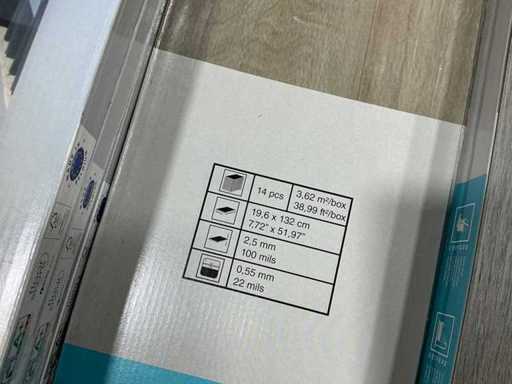 14 pcs
3,62 m²/box
38,99 ft²/box
19,6 x 132 cm
7.72" x 51.97"
2,5 mm
100 mils
0,55 mm
22 mils